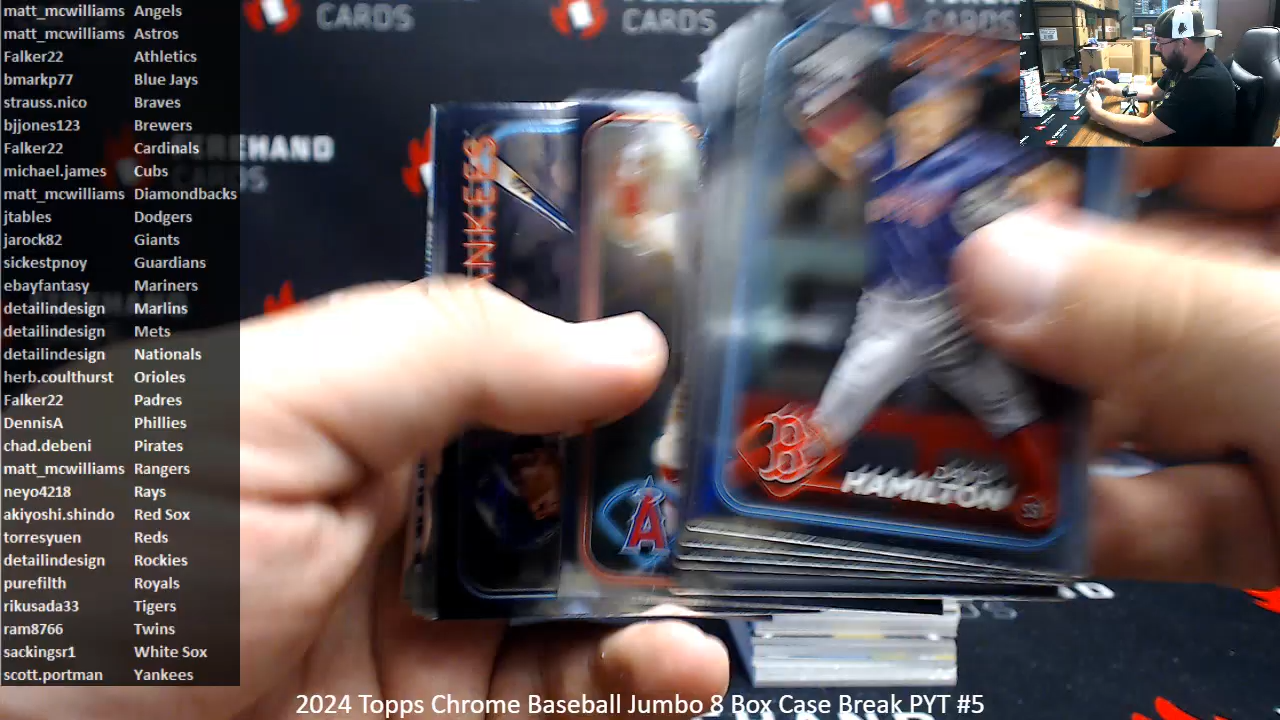 matt_mcwilliams Angels
matt_mcwilliams Astros
Falker22 Athletics
bmarkp77 Blue Jays
strauss.nico Braves
bjjones123 Brewers
Falker22 Cardinals
michael.james Cubs
matt_mcwilliams Diamondbacks
jtables Dodgers
jarock82 Giants
sickestpnoy Guardians
ebayfantasy Mariners
detailindesign Marlins
detailindesign Mets
detailindesign Nationals
herb.coulthurst Orioles
Falker22 Padres
DennisA Phillies
chad.debeni Pirates
matt_mcwilliams Rangers
neyo4218 Rays
akiyoshi.shindo Red Sox
torresyuen Reds
detailindesign Rockies
purefilth Royals
rikusada33 Tigers
ram8766 Twins
sackingsr1 White Sox
scott.portman Yankees
CARDS
CARDS
CARDS
B
HAMILTON
A
2024 Topps Chrome Baseball Jumbo 8 Box Case Break PYT #5